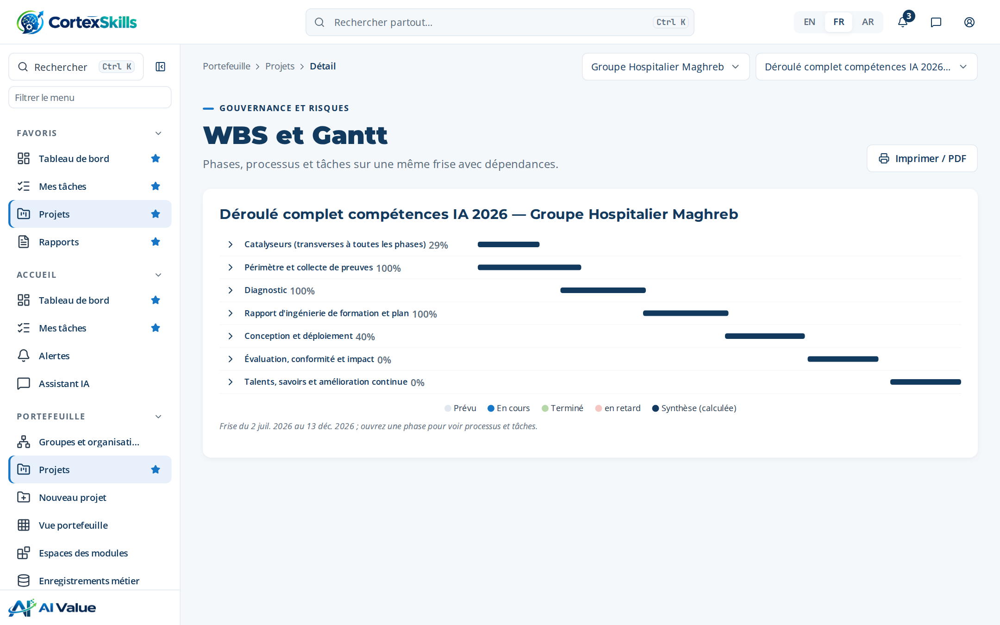 CortexSkills
Rechercher partout...
Ctrl K
EN FR AR
3
Rechercher Ctrl K
Filtrer le menu
FAVORIS
Tableau de bord
Mes tâches
Projets
Rapports
ACCUEIL
Tableau de bord
Mes tâches
Alertes
Assistant IA
PORTEFEUILLE
Groupes et organisati...
Projets
Nouveau projet
Vue portefeuille
Espaces des modules
Enregistrements métier
AI Value
Portefeuille > Projets > Détail
Groupe Hospitalier Maghreb
Déroulé complet compétences IA 2026...
GOUVERNANCE ET RISQUES
WBS et Gantt
Phases, processus et tâches sur une même frise avec dépendances.
Imprimer / PDF
Déroulé complet compétences IA 2026 — Groupe Hospitalier Maghreb
Catalyseurs (transverses à toutes les phases) 29%
Périmètre et collecte de preuves 100%
Diagnostic 100%
Rapport d'ingénierie de formation et plan 100%
Conception et déploiement 40%
Évaluation, conformité et impact 0%
Talents, savoirs et amélioration continue 0%
Prévu En cours Terminé en retard Synthèse (calculée)
Frise du 2 juil. 2026 au 13 déc. 2026 ; ouvrez une phase pour voir processus et tâches.